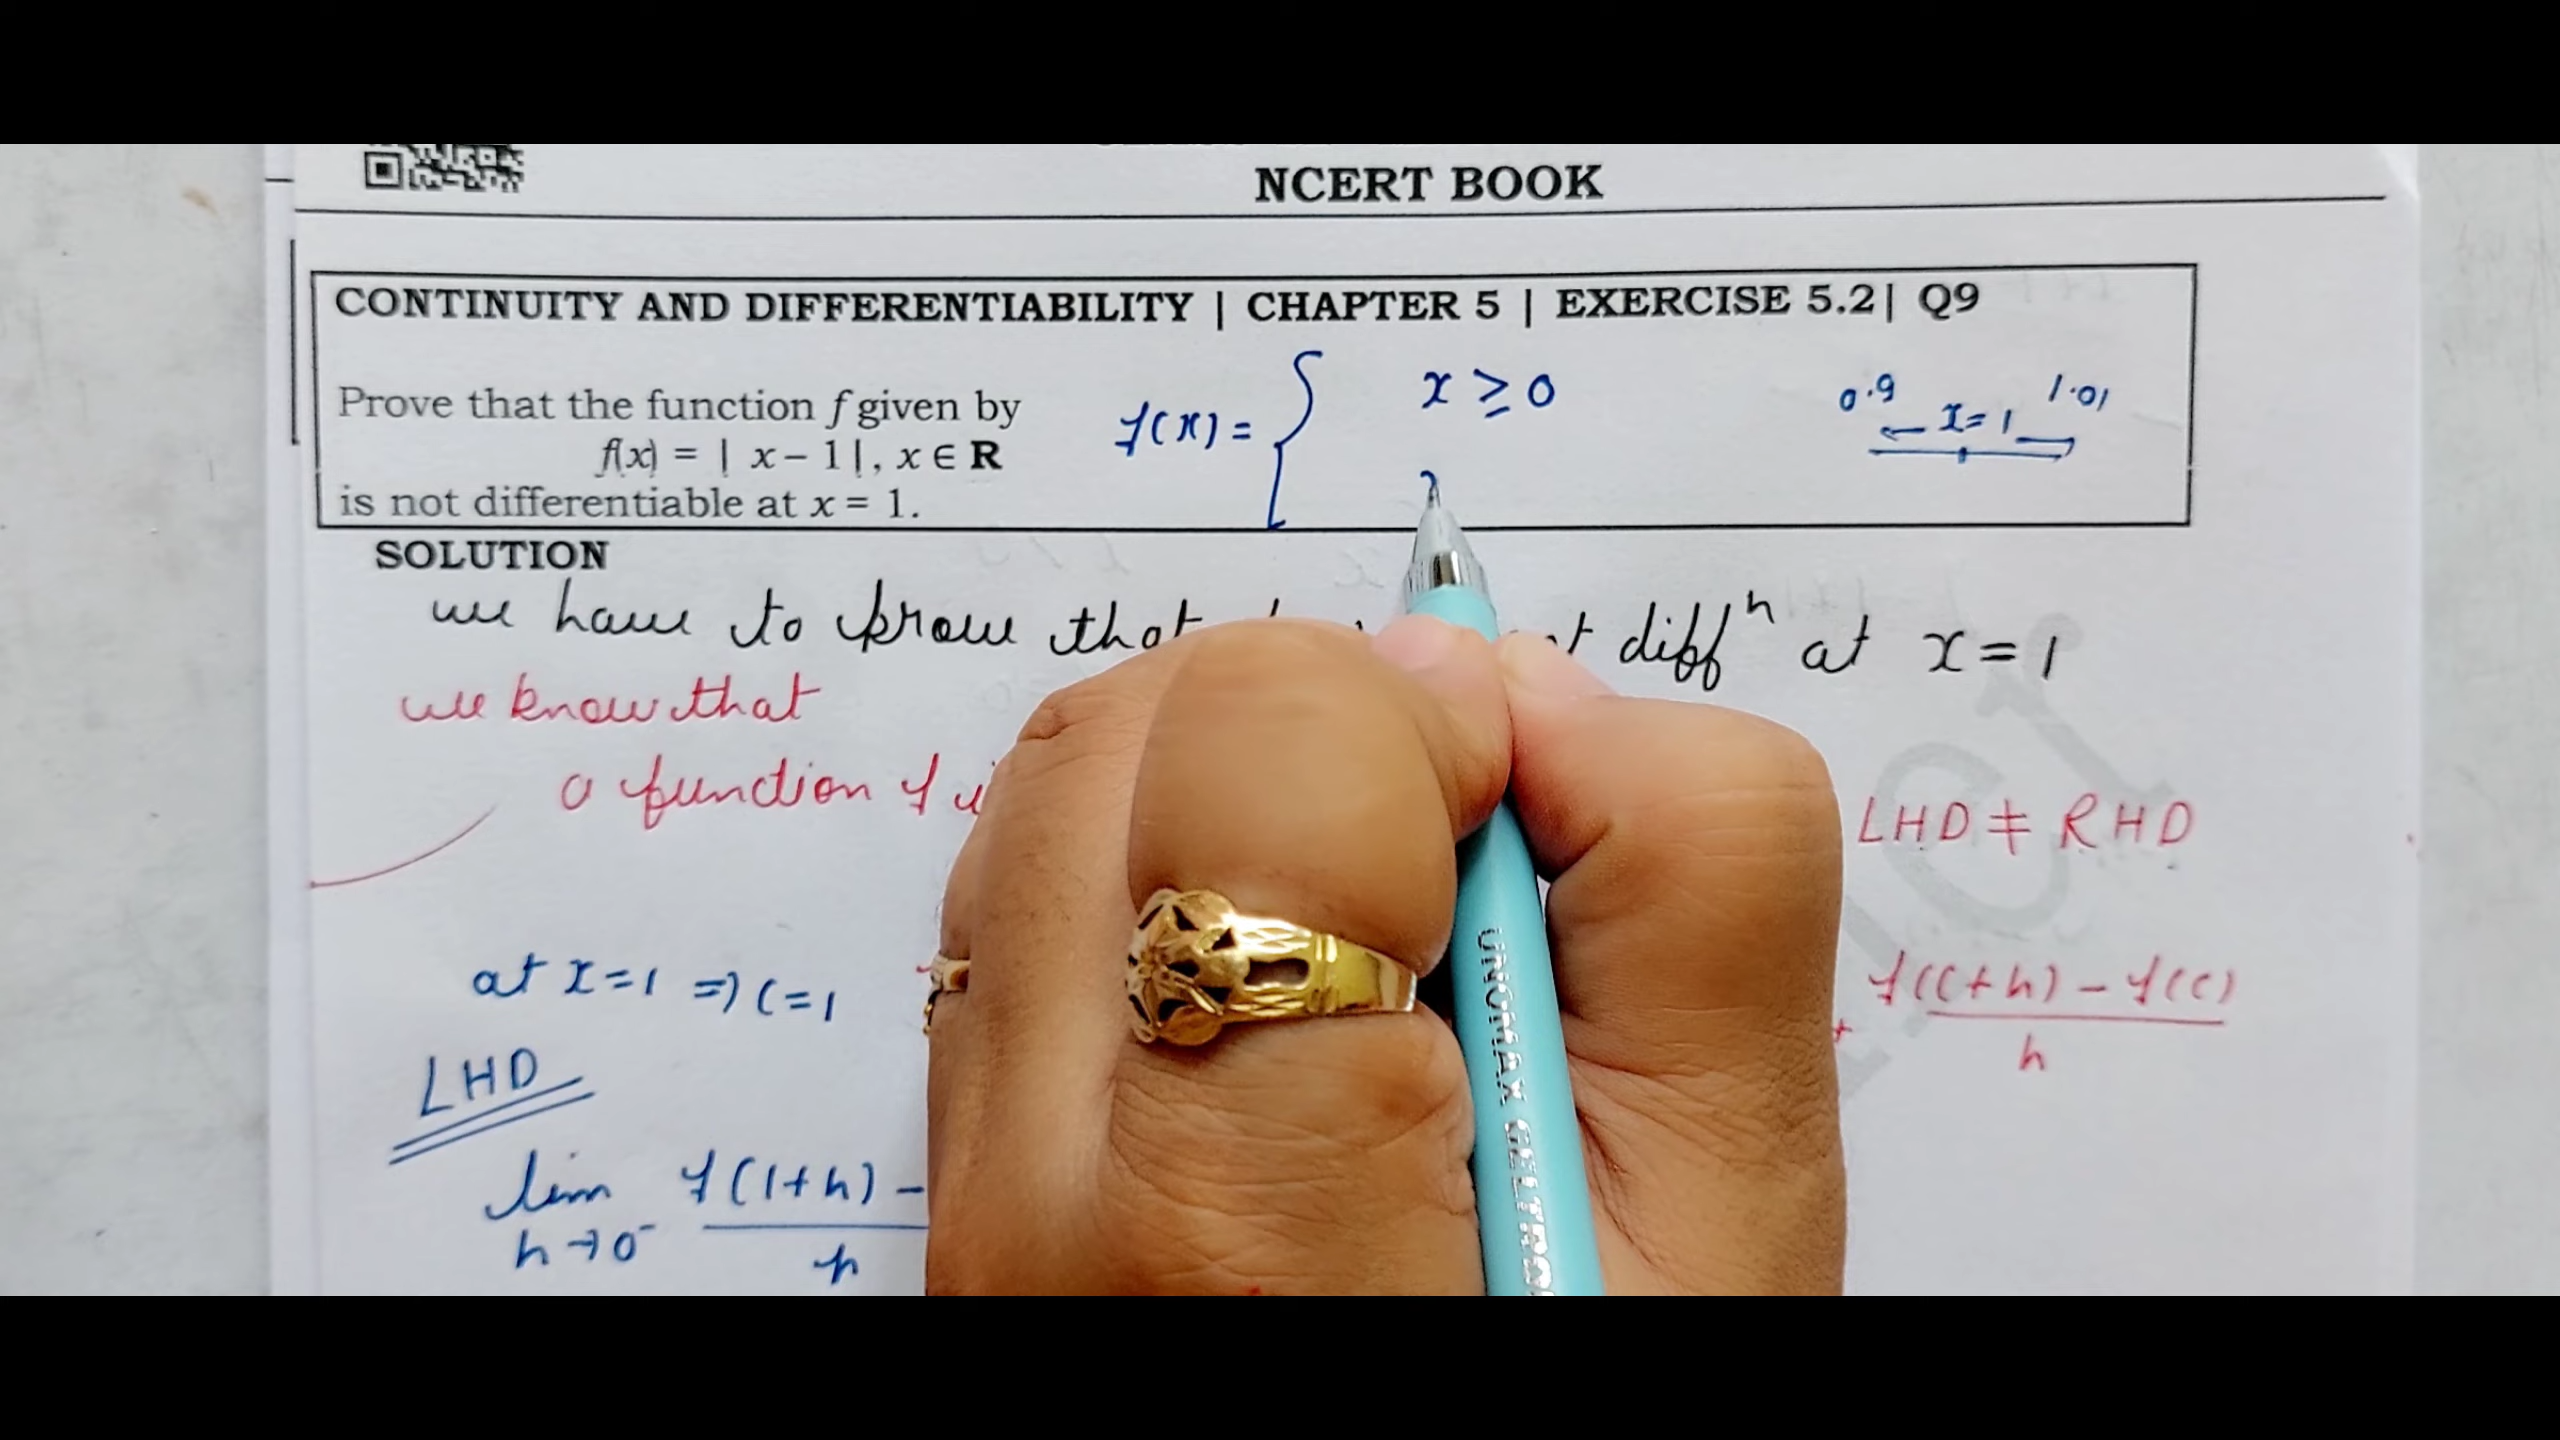 NCERT BOOK
CONTINUITY AND DIFFERENTIABILITY | CHAPTER 5 | EXERCISE 5.2| Q9
Prove that the function f given by
f(x) = | x – 1|, x ∈ R
is not differentiable at x = 1.
f(x) = { x ≥ 0
0.9 x=1 1.01
SOLUTION
we have to prove that diffn at x = 1
we know that
a function f
LHD ≠ RHD
at x=1 => c=1
f(c+h) - f(c)
h
LHD
lim f(1+h) -
h→0- h
UNOMAX GELTRON